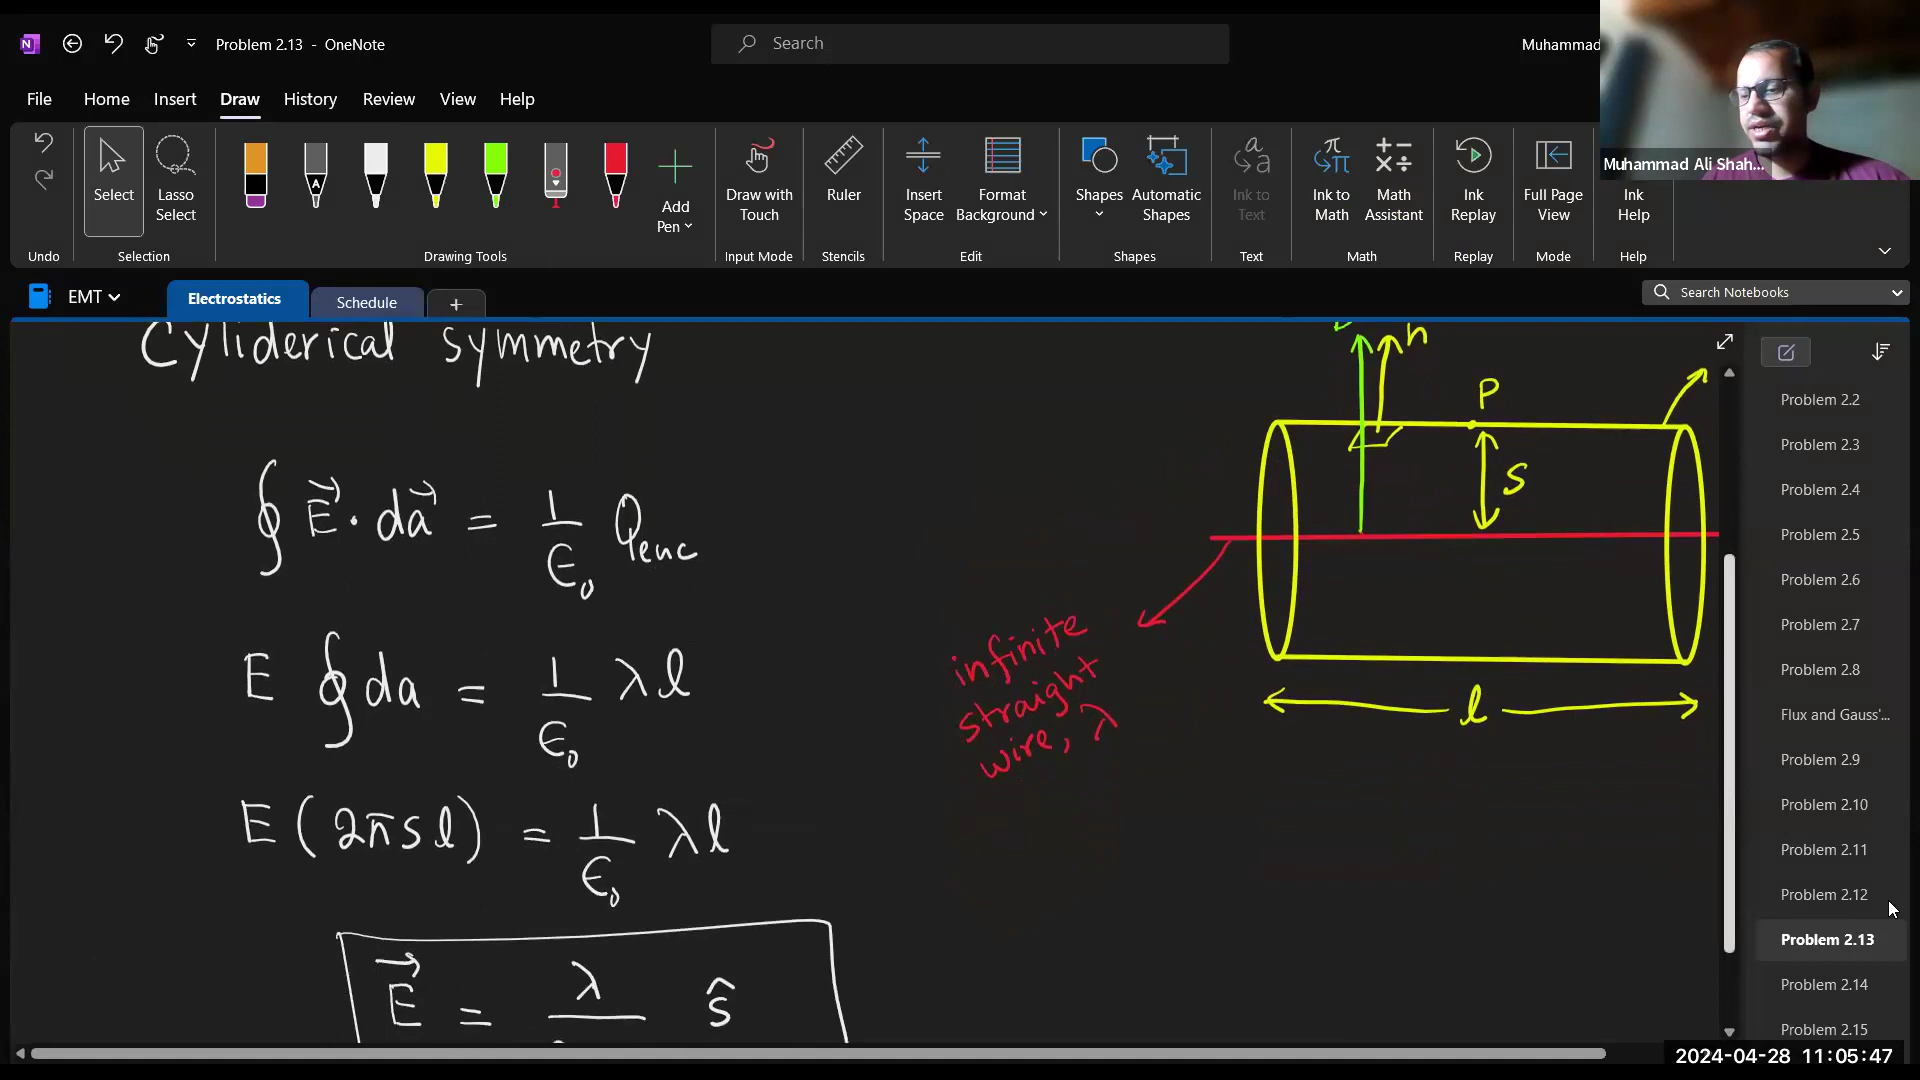 Problem 2.13 - OneNote
Search
Muhammad
Muhammad Ali Shah...
File Home Insert Draw History Review View Help
Select
Lasso Select
A
Add Pen
Draw with Touch
Ruler
Insert Space
Format Background
Shapes
Automatic Shapes
Ink to Text
Ink to Math
Math Assistant
Ink Replay
Full Page View
Ink Help
Undo Selection Drawing Tools Input Mode Stencils Edit Shapes Text Math Replay Mode Help
EMT
Electrostatics
Schedule
+
Search Notebooks
Cyliderical symmetry
∮ E⃗ · da⃗ = 1/ϵ₀ Qenc
E ∮ da = 1/ϵ₀ λl
E (2πsl) = 1/ϵ₀ λl
E⃗ = λ ŝ
n
P
S
infinite
straight
wire, λ
l
Problem 2.2
Problem 2.3
Problem 2.4
Problem 2.5
Problem 2.6
Problem 2.7
Problem 2.8
Flux and Gauss'...
Problem 2.9
Problem 2.10
Problem 2.11
Problem 2.12
Problem 2.13
Problem 2.14
Problem 2.15
2024-04-28 11:05:47